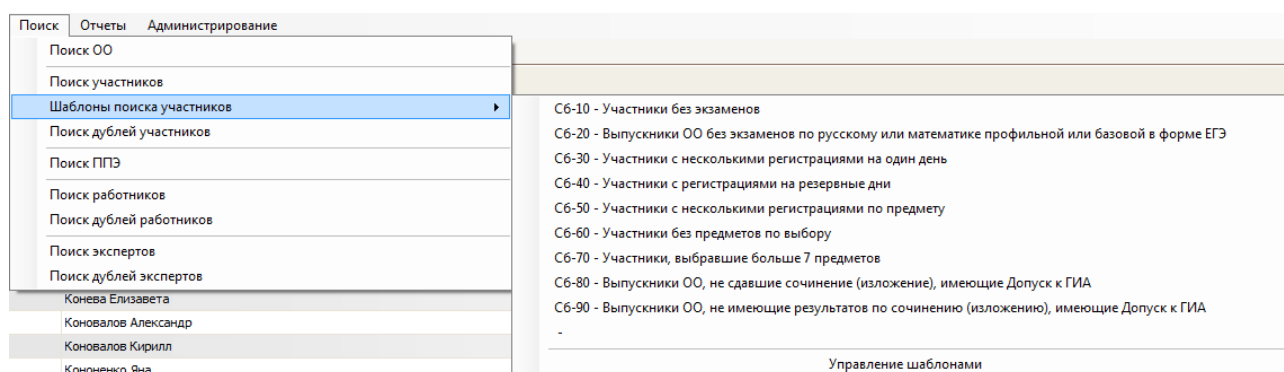 Поиск Отчеты Администрирование
Поиск ОО
Поиск участников
Шаблоны поиска участников
Поиск дублей участников
Поиск ППЭ
Поиск работников
Поиск дублей работников
Поиск экспертов
Поиск дублей экспертов
С6-10 - Участники без экзаменов
С6-20 - Выпускники ОО без экзаменов по русскому или математике профильной или базовой в форме ЕГЭ
С6-30 - Участники с несколькими регистрациями на один день
С6-40 - Участники с регистрациями на резервные дни
С6-50 - Участники с несколькими регистрациями по предмету
С6-60 - Участники без предметов по выбору
С6-70 - Участники, выбравшие больше 7 предметов
С6-80 - Выпускники ОО, не сдавшие сочинение (изложение), имеющие Допуск к ГИА
С6-90 - Выпускники ОО, не имеющие результатов по сочинению (изложению), имеющие Допуск к ГИА
-
Управление шаблонами
Конева Елизавета
Коновалов Александр
Коновалов Кирилл
Кононенко Яна